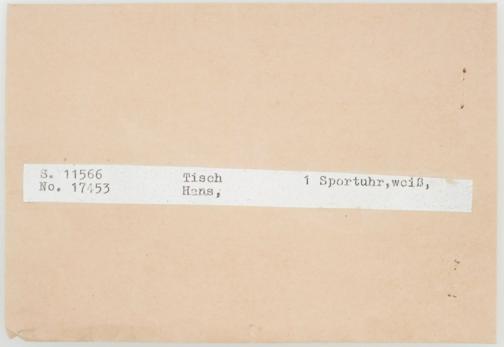 S. 11566 Tisch 1 Sportuhr,weiß,
No. 17453 Hans,